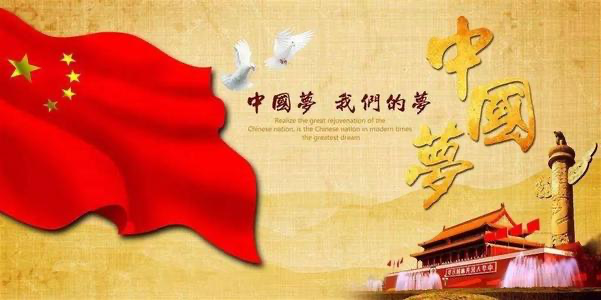 中國夢 我們的夢
Realize the great rejuvenation of the
Chinese nation, is the Chinese nation in modern times
the greatest dream
中國夢